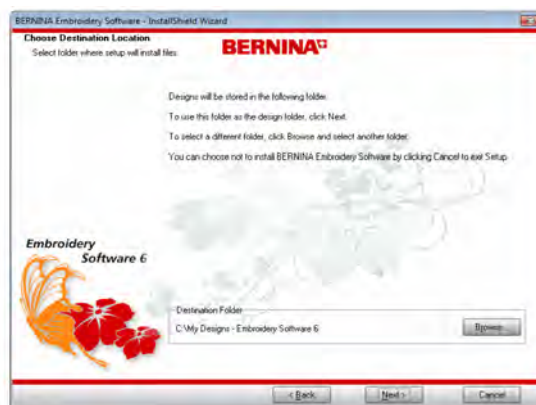 BERNINA Embroidery Software - InstallShield Wizard
Choose Destination Location
Select folder where setup will install files.
BERNINA
Designs will be stored in the following folder.
To use this folder as the design folder, click Next.
To select a different folder, click Browse and select another folder.
You can choose not to install BERNINA Embroidery Software by clicking Cancel to exit Setup.
Embroidery
Software 6
Destination Folder
C:\My Designs - Embroidery Software 6
Browse...
< Back
Next >
Cancel